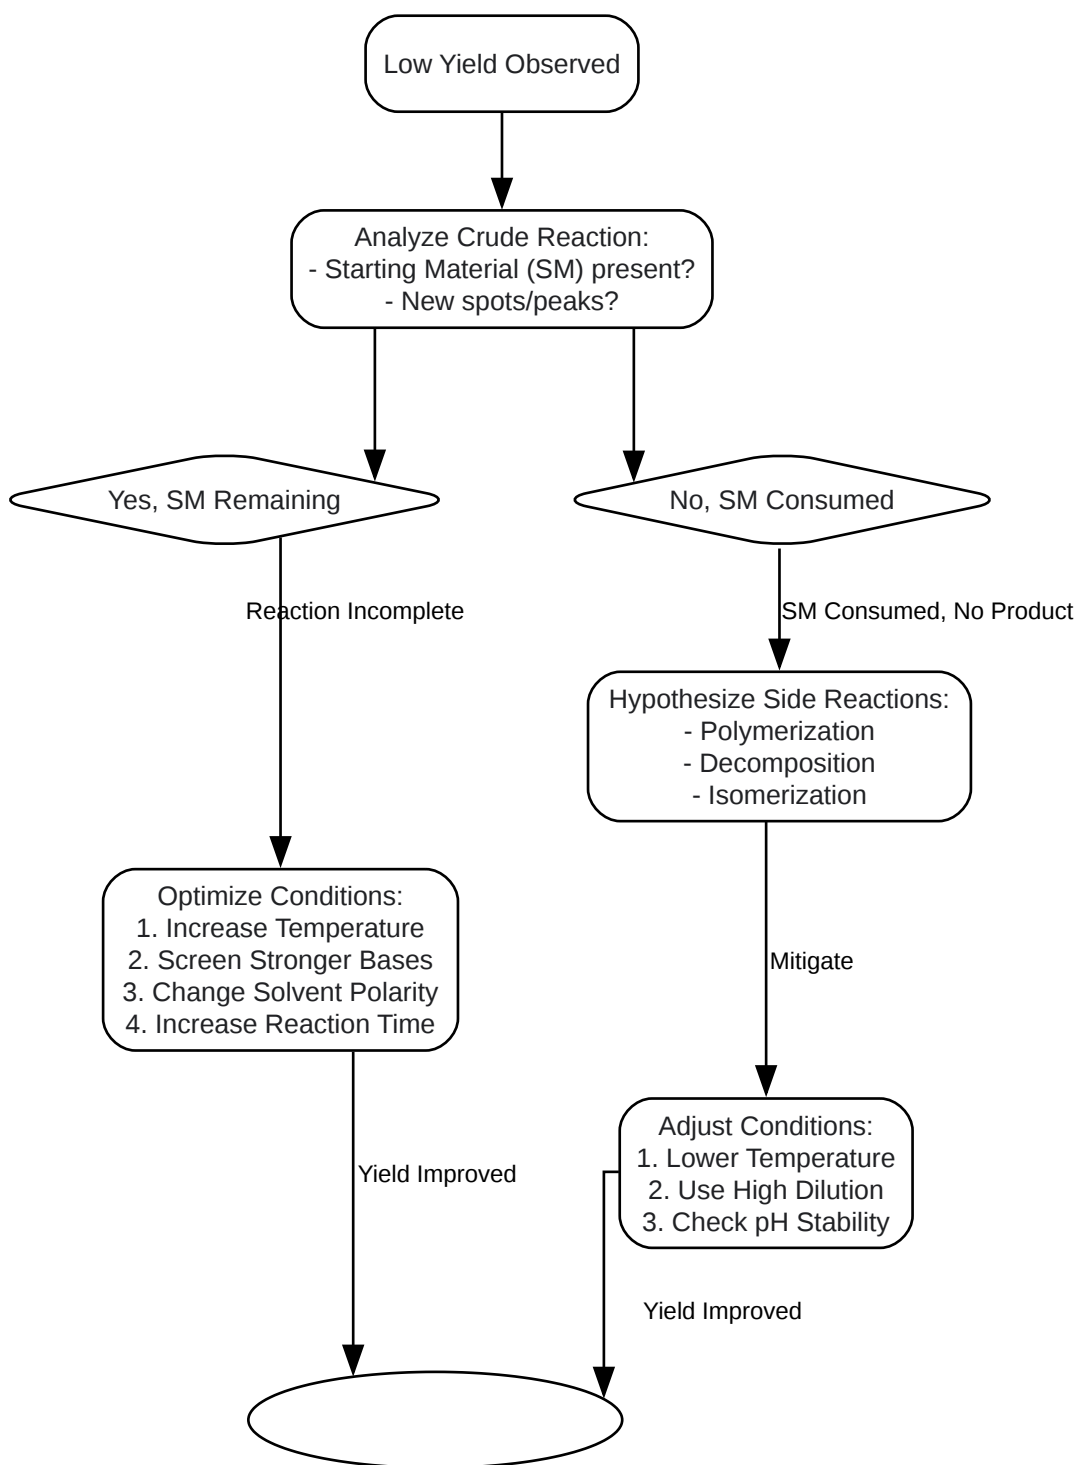 Low Yield Observed
Analyze Crude Reaction:
- Starting Material (SM) present?
- New spots/peaks?
Yes, SM Remaining
No, SM Consumed
Reaction Incomplete
SM Consumed, No Product
Hypothesize Side Reactions:
- Polymerization
- Decomposition
- Isomerization
Optimize Conditions:
1. Increase Temperature
2. Screen Stronger Bases
3. Change Solvent Polarity
4. Increase Reaction Time
Mitigate
Adjust Conditions:
1. Lower Temperature
2. Use High Dilution
3. Check pH Stability
Yield Improved
Yield Improved